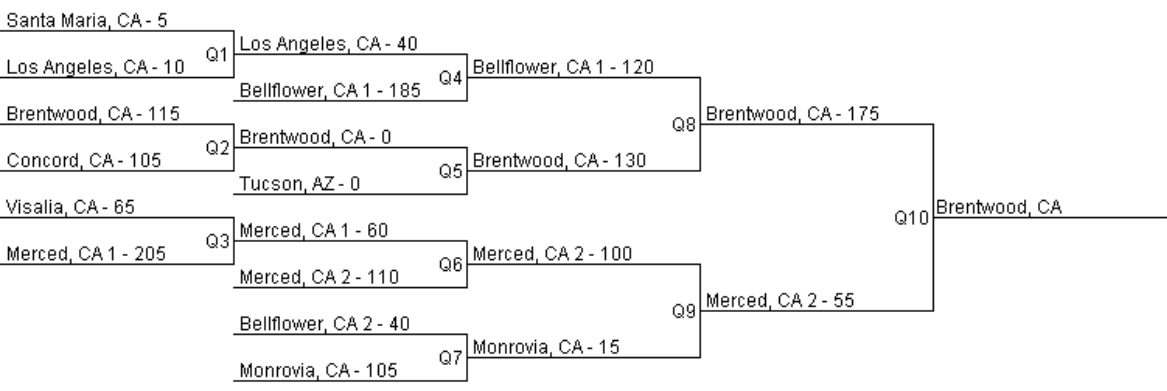 Santa Maria, CA - 5
Los Angeles, CA - 10
Q1
Brentwood, CA - 115
Concord, CA - 105
Q2
Visalia, CA - 65
Merced, CA 1 - 205
Q3
Los Angeles, CA - 40
Bellflower, CA 1 - 185
Q4
Brentwood, CA - 0
Tucson, AZ - 0
Q5
Merced, CA 1 - 60
Merced, CA 2 - 110
Q6
Bellflower, CA 2 - 40
Monrovia, CA - 105
Q7
Bellflower, CA 1 - 120
Brentwood, CA - 130
Q8
Merced, CA 2 - 100
Monrovia, CA - 15
Q9
Brentwood, CA - 175
Merced, CA 2 - 55
Q10
Brentwood, CA